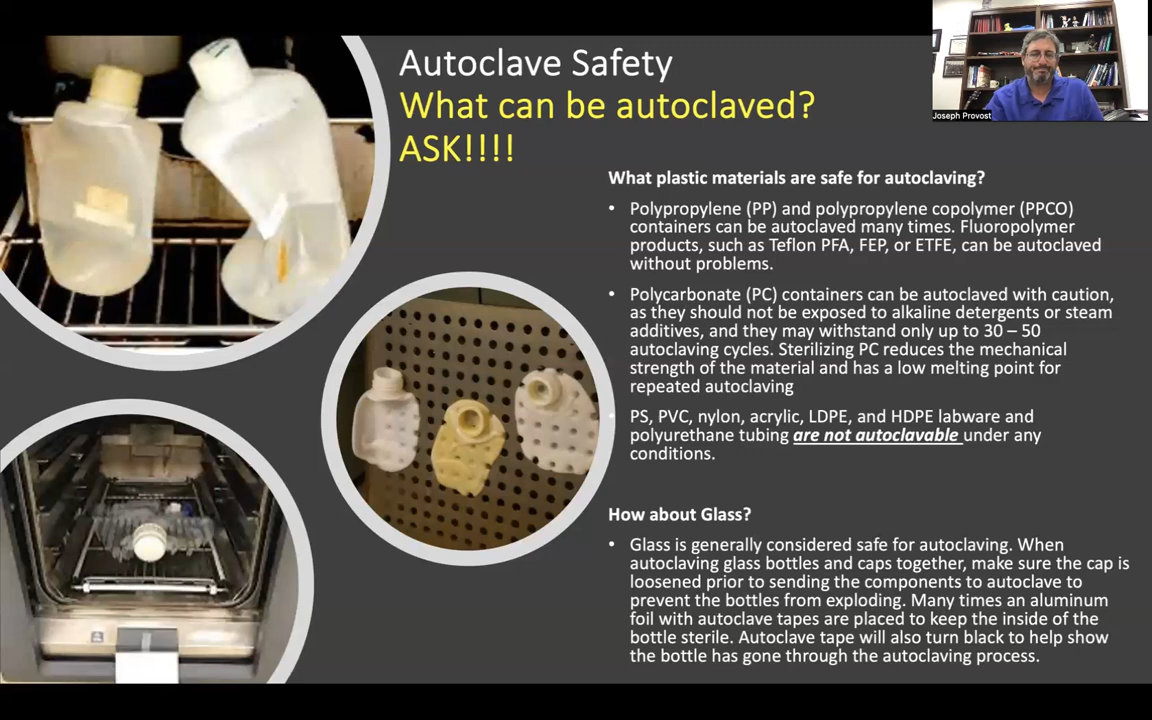 Autoclave Safety
What can be autoclaved?
ASK!!!!
Joseph Provost
What plastic materials are safe for autoclaving?
• Polypropylene (PP) and polypropylene copolymer (PPCO)
containers can be autoclaved many times. Fluoropolymer
products, such as Teflon PFA, FEP, or ETFE, can be autoclaved
without problems.
• Polycarbonate (PC) containers can be autoclaved with caution,
as they should not be exposed to alkaline detergents or steam
additives, and they may withstand only up to 30 – 50
autoclaving cycles. Sterilizing PC reduces the mechanical
strength of the material and has a low melting point for
repeated autoclaving
• PS, PVC, nylon, acrylic, LDPE, and HDPE labware and
polyurethane tubing are not autoclavable under any
conditions.
How about Glass?
• Glass is generally considered safe for autoclaving. When
autoclaving glass bottles and caps together, make sure the cap is
loosened prior to sending the components to autoclave to
prevent the bottles from exploding. Many times an aluminum
foil with autoclave tapes are placed to keep the inside of the
bottle sterile. Autoclave tape will also turn black to help show
the bottle has gone through the autoclaving process.